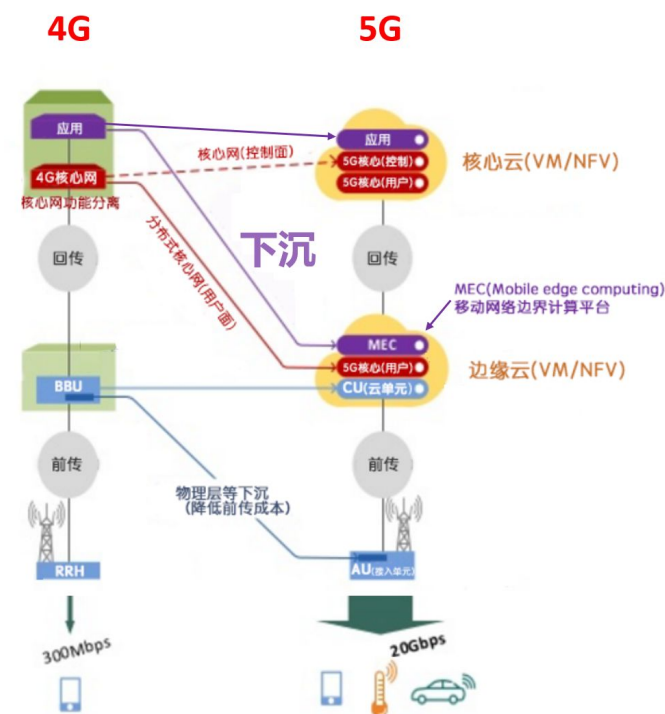 4G
5G
应用
4G核心网
核心网功能分离
核心网(控制面)
应用
5G核心(控制)
5G核心(用户)
核心云(VM/NFV)
回传
分布式核心网(用户面)
下沉
回传
MEC(Mobile edge computing)
移动网络边界计算平台
BBU
MEC
5G核心(用户)
CU(云单元)
边缘云(VM/NFV)
前传
前传
物理层等下沉
(降低前传成本)
RRH
AU(接入单元)
300Mbps
20Gbps